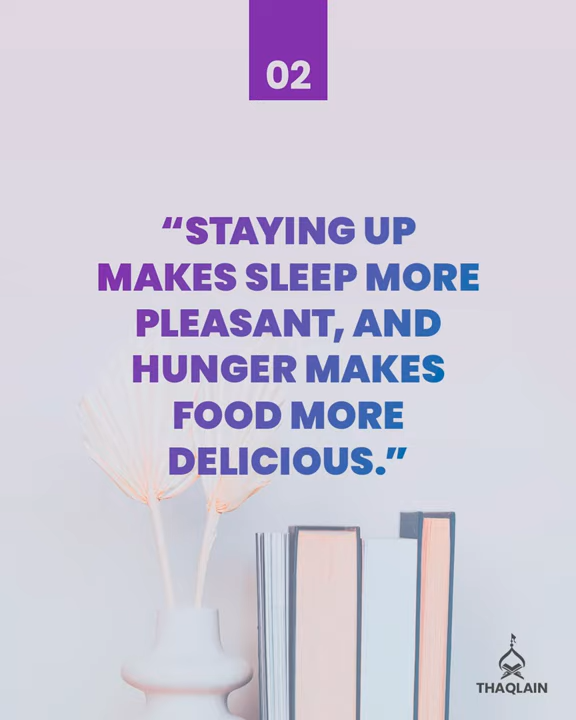 02
“STAYING UP
MAKES SLEEP MORE
PLEASANT, AND
HUNGER MAKES
FOOD MORE
DELICIOUS.”
THAQLAIN